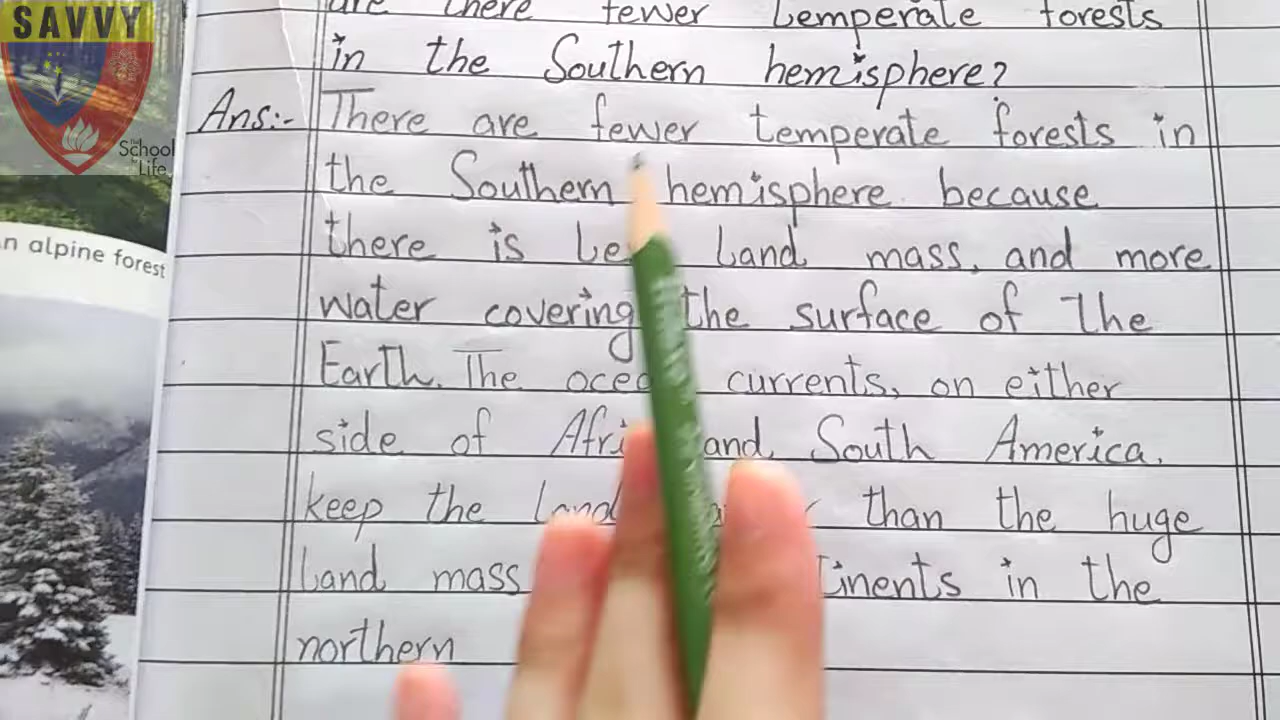 SAVVY
The School
for Life
n alpine forest
are there fewer temperate forests
in the Southern hemisphere?
Ans:- There are fewer temperate forests in
the Southern hemisphere because
there is land mass, and more
water covering the surface of the
Earth. The currents, on either
side of and South America.
keep the than the huge
land mass in the
northern